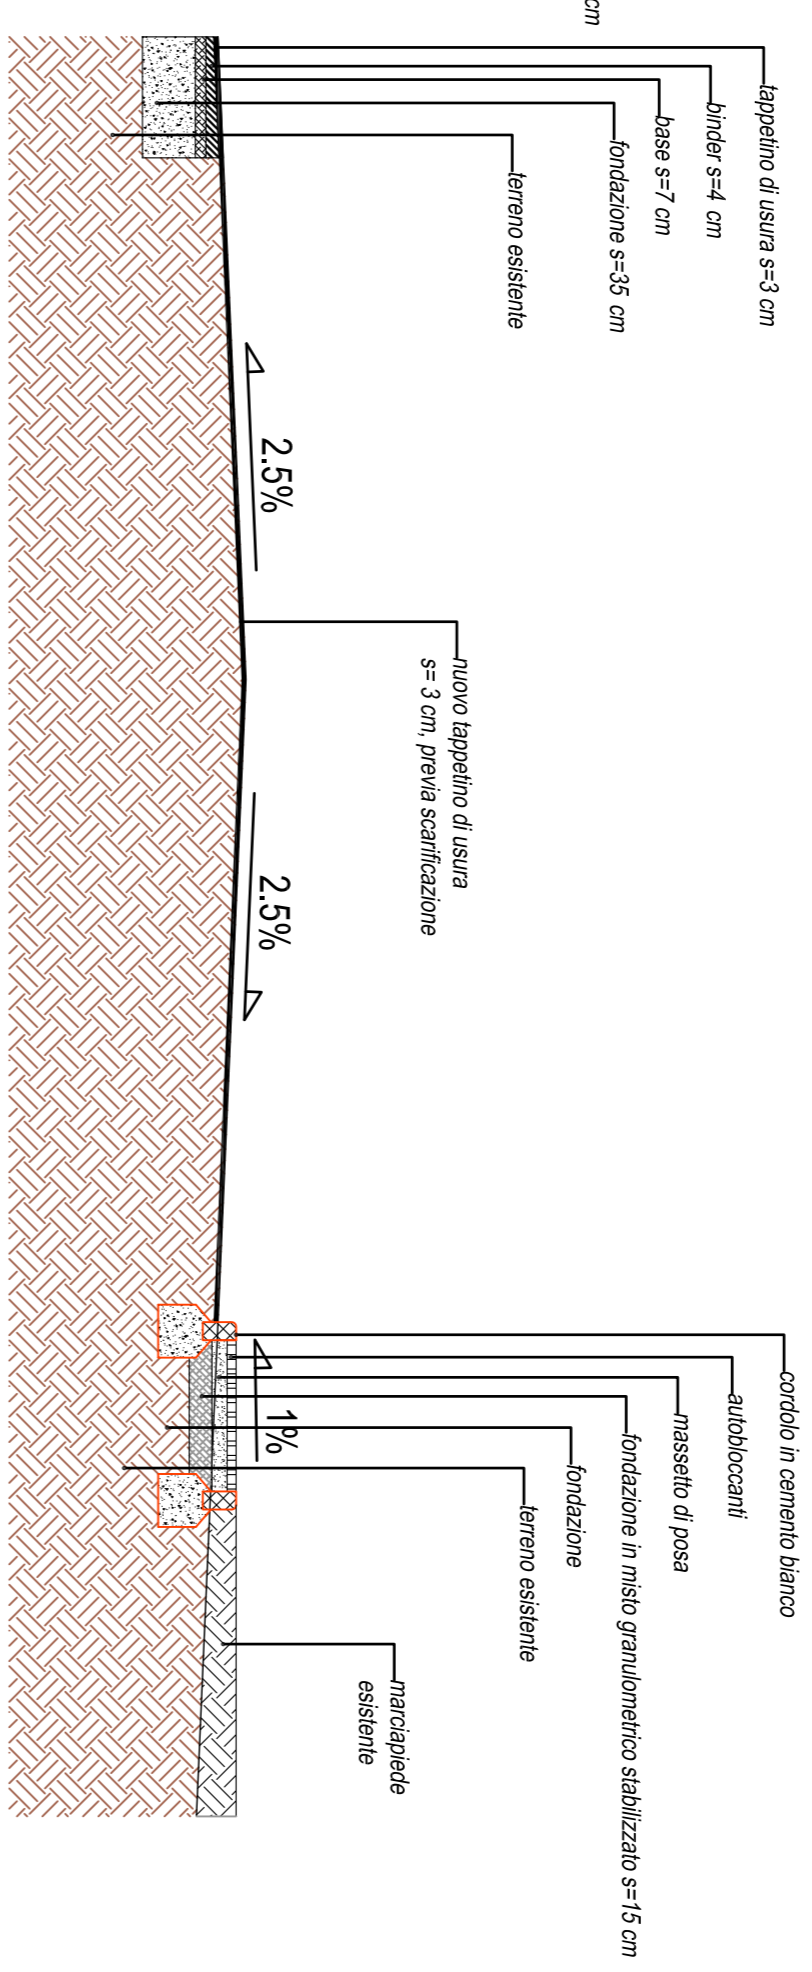 cm
tappetino di usura s=3 cm
binder s=4 cm
base s=7 cm
fondazione s=35 cm
terreno esistente
2.5%
nuovo tappetino di usura
s= 3 cm, previa scarificazione
2.5%
cordolo in cemento bianco
autobloccanti
massetto di posa
fondazione in misto granulometrico stabilizzato s=15 cm
fondazione
terreno esistente
1%
marciapiede
esistente